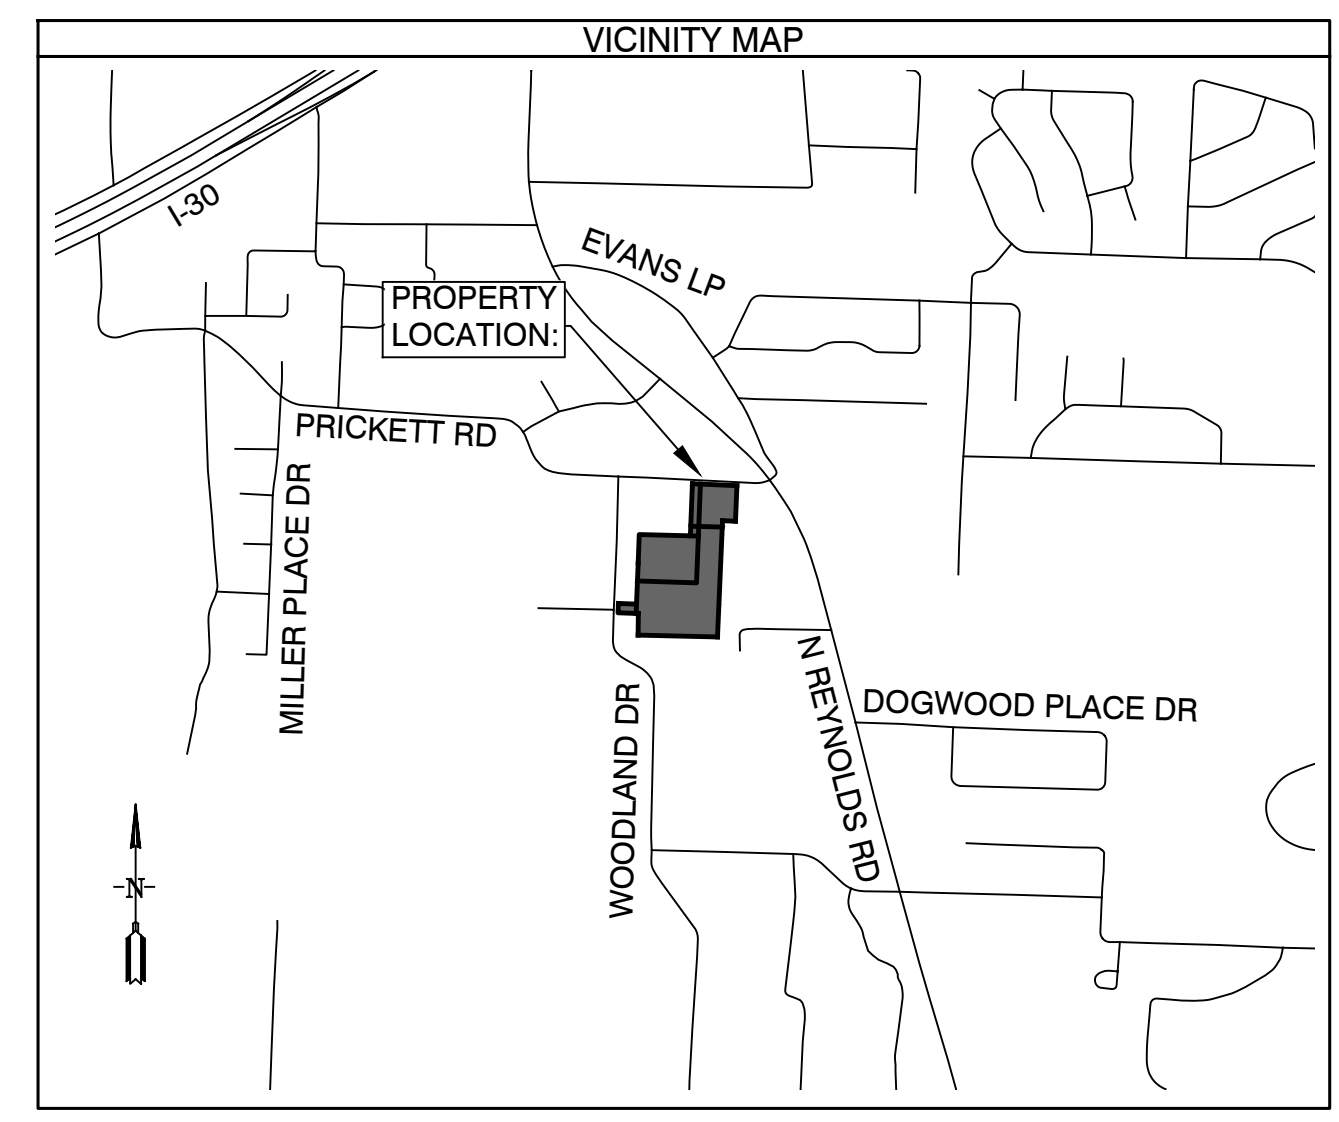 VICINITY MAP
I-30
EVANS LP
PROPERTY
LOCATION:
PRICKETT RD
MILLER PLACE DR
N REYNOLDS RD
DOGWOOD PLACE DR
WOODLAND DR
N